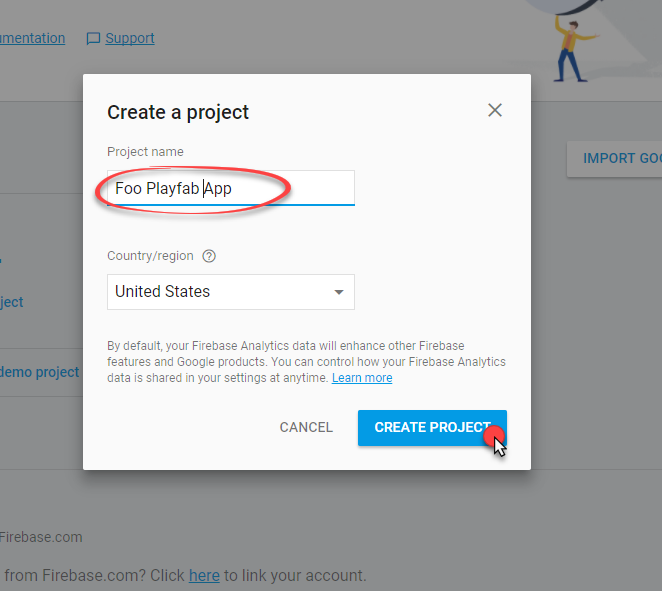 umentation Support
Create a project
Project name
IMPORT GOO
Foo Playfab App
Country/region
United States
ject
By default, your Firebase Analytics data will enhance other Firebase
features and Google products. You can control how your Firebase Analytics
data is shared in your settings at anytime. Learn more
demo project
CANCEL CREATE PROJECT
Firebase.com
from Firebase.com? Click here to link your account.